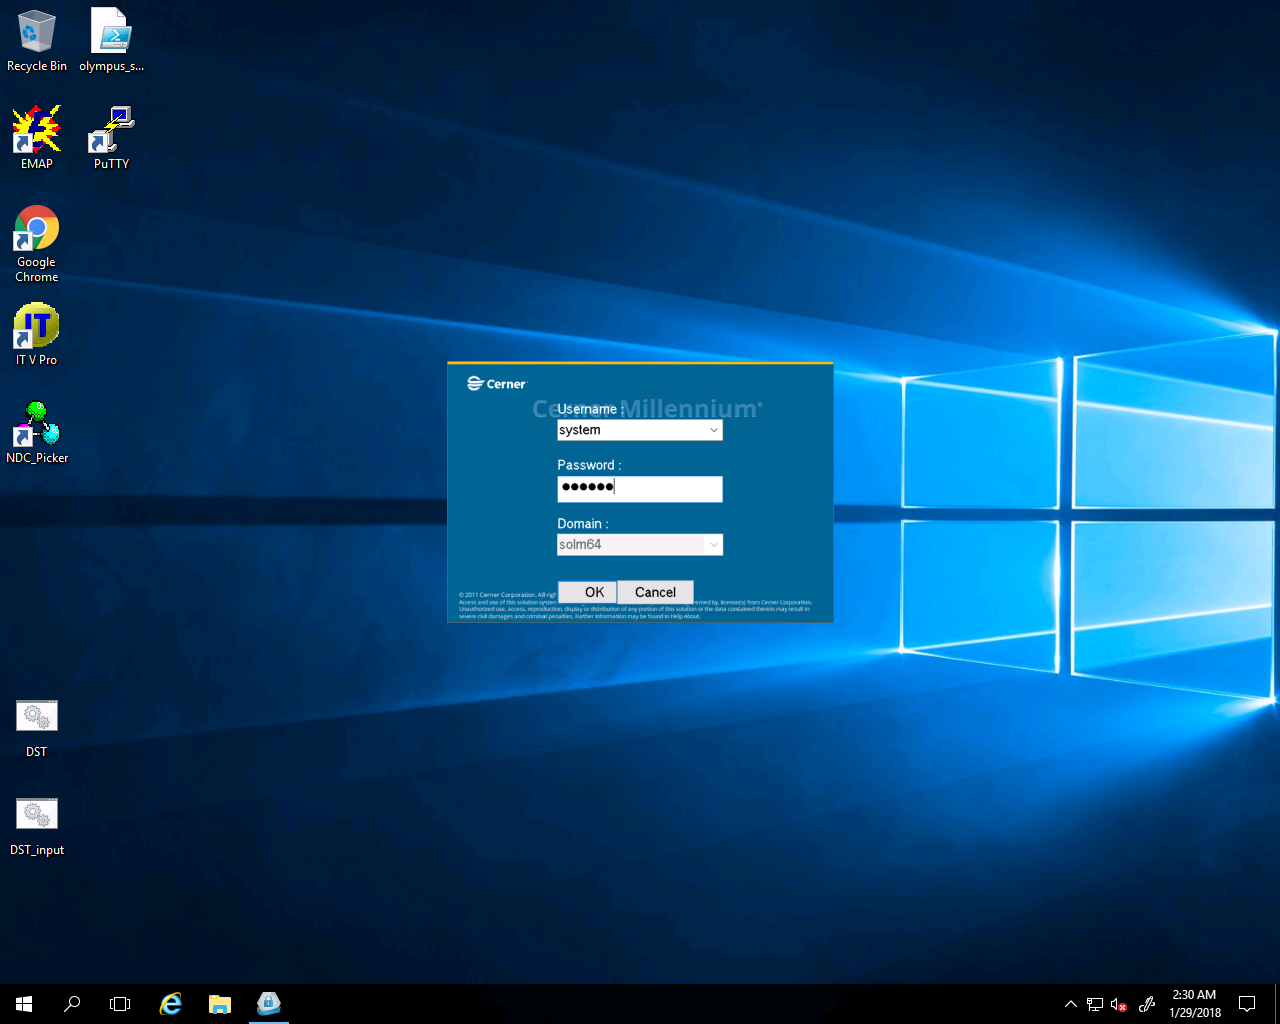 Recycle Bin
olympus_s...
EMAP
PuTTY
Google
Chrome
IT V Pro
NDC_Picker
DST
DST_input
Cerner
Cerner Millennium
Username :
system
Password :
Domain :
solm64
OK
Cancel
© 2011 Cerner Corporation. All
Access and use of this solution system
erned by, license(s) from Cerner Corporation.
Unauthorized use, access, reproduction, display or distribution of any portion of this solution or the data contained therein may result in
severe civil damages and criminal penalties. Further information may be found in Help About.
2:30 AM
1/29/2018